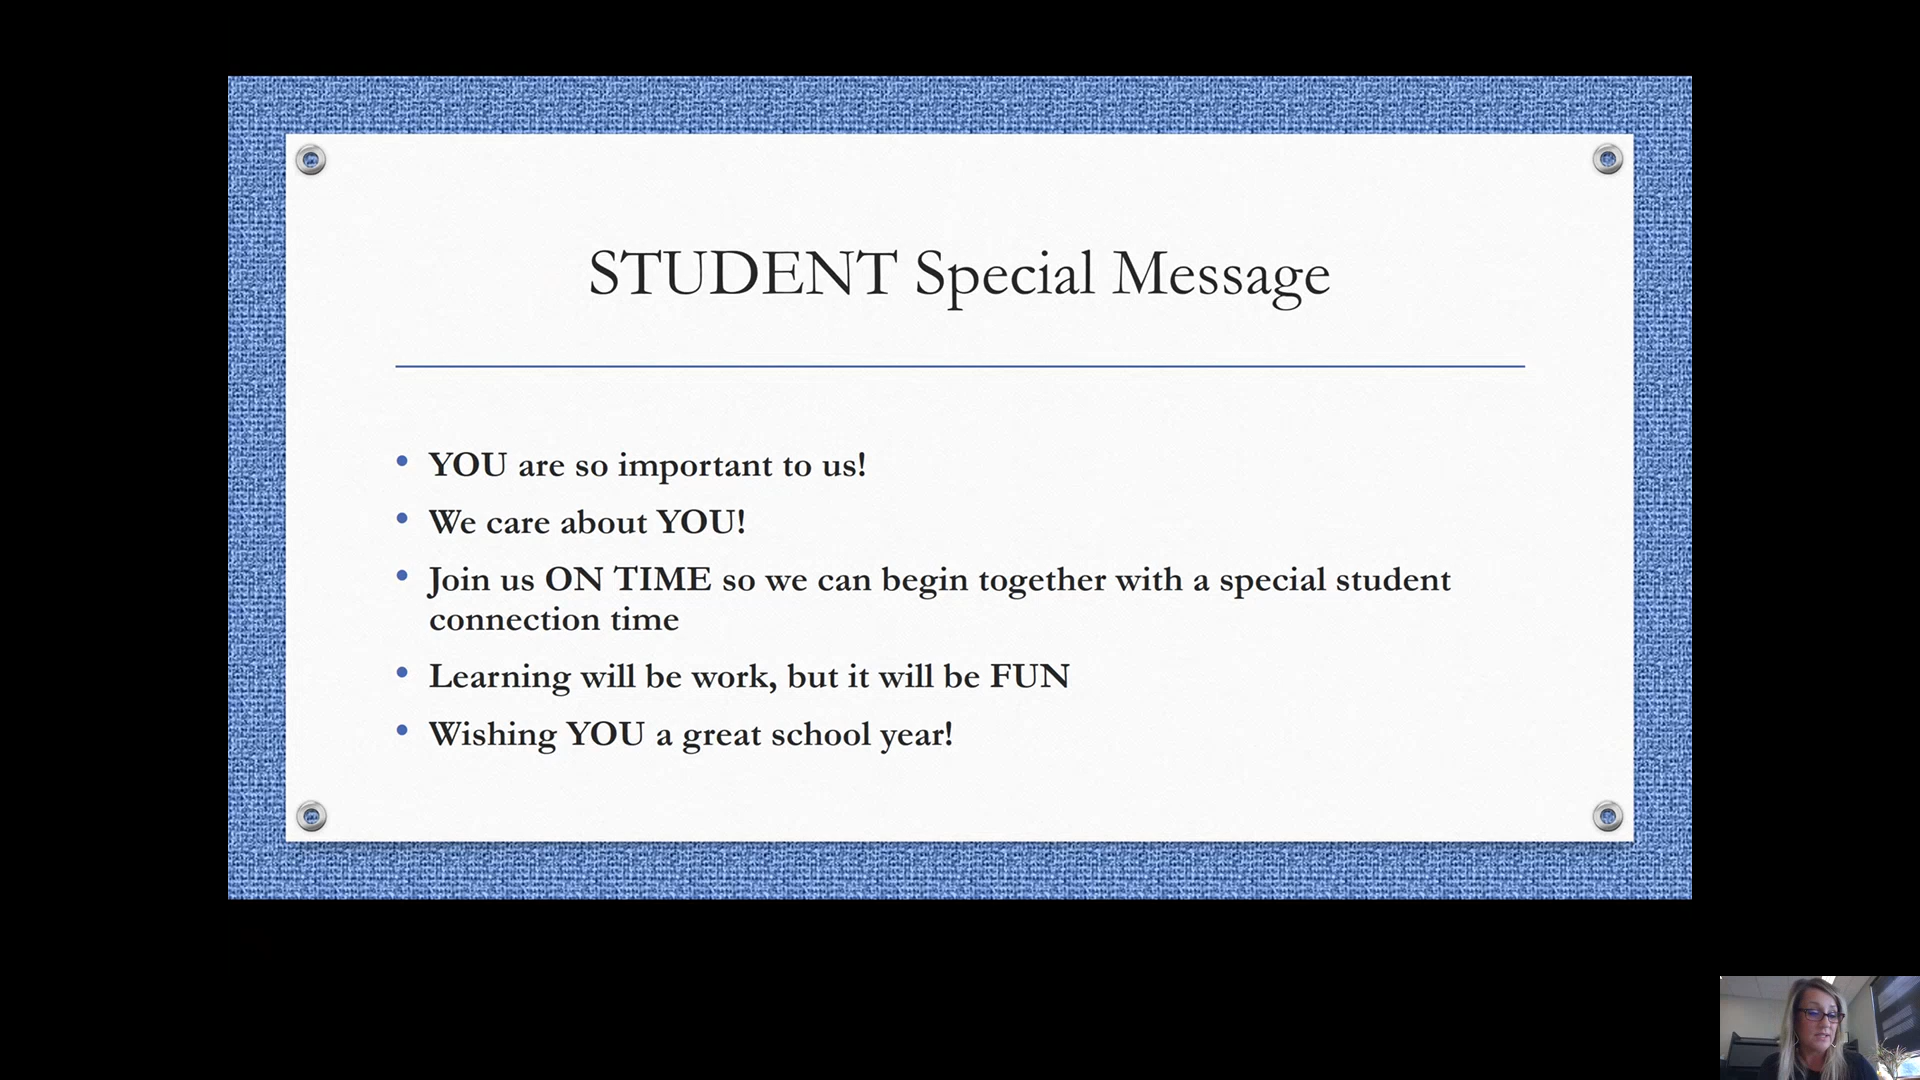 STUDENT Special Message
• YOU are so important to us!
• We care about YOU!
• Join us ON TIME so we can begin together with a special student
connection time
• Learning will be work, but it will be FUN
• Wishing YOU a great school year!